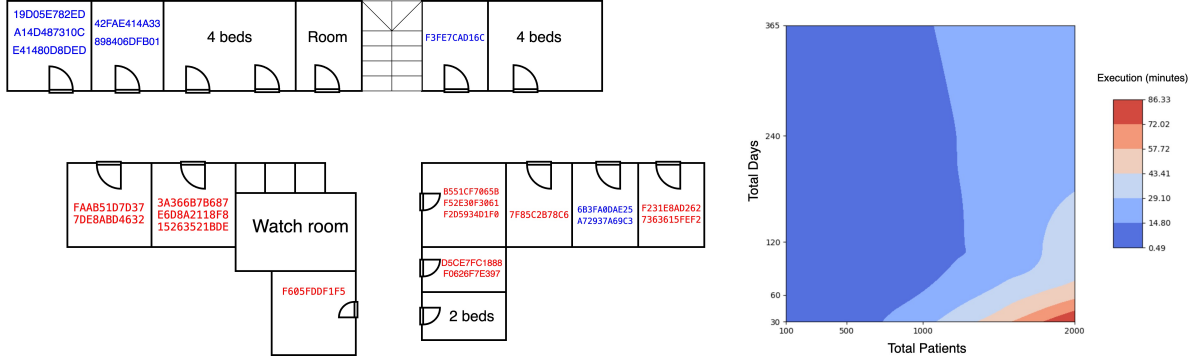 19D05E782ED
A14D487310C
E41480D8DED
42FAE414A33
898406DFB01
4 beds
Room
F3FE7CAD16C
4 beds
FAAB51D7D37
7DE8ABD4632
3A366B7B687
E6D8A2118F8
15263521BDE
Watch room
F605FDDF1F5
B551CF7065B
F52E30F3061
F2D5934D1F0
7F85C2B78C6
6B3FA0DAE25
A72937A69C3
F231E8AD262
7363615FEF2
D5CE7FC1888
F0626F7E397
2 beds
Total Days
365
240
120
60
30
100
500
1000
2000
Total Patients
Execution (minutes)
86.33
72.02
57.72
43.41
29.10
14.80
0.49